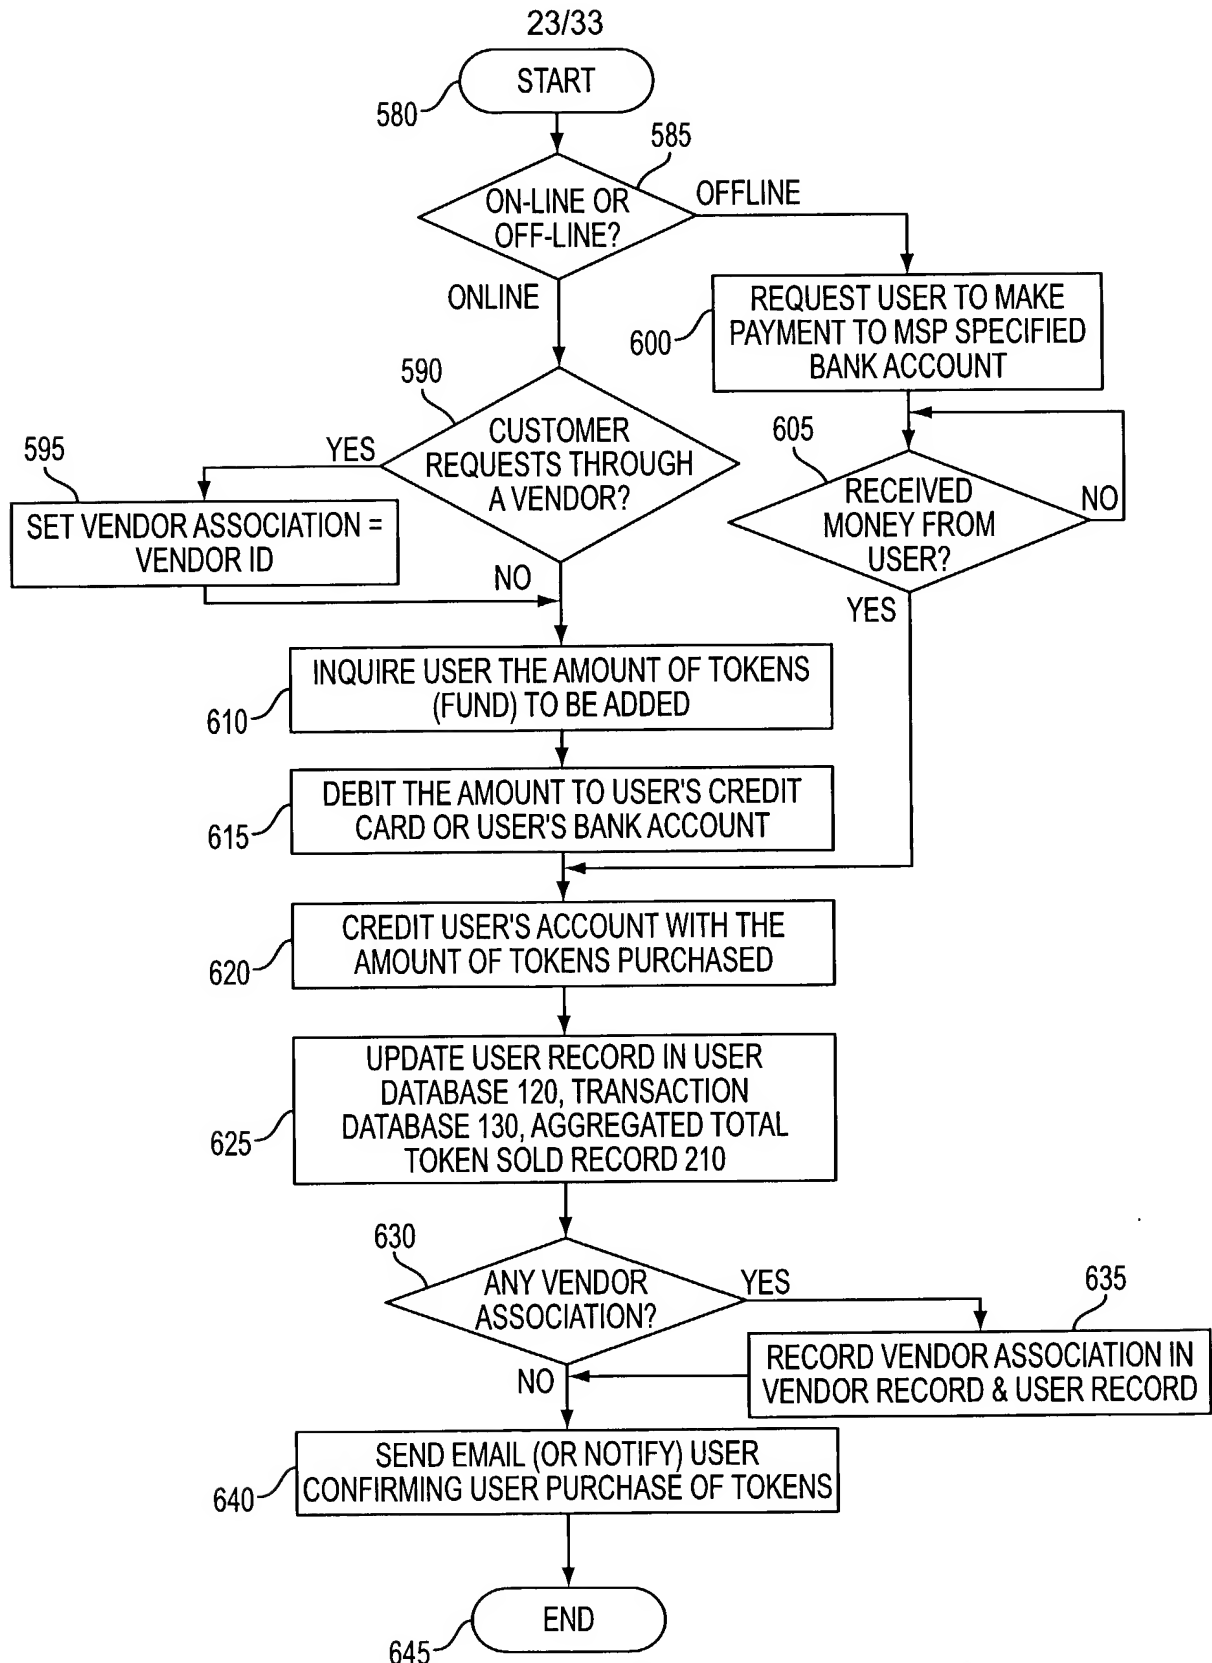 23/33
START
580
585
ON-LINE OR
OFF-LINE?
OFFLINE
ONLINE
REQUEST USER TO MAKE
PAYMENT TO MSP SPECIFIED
BANK ACCOUNT
600
590
CUSTOMER
REQUESTS THROUGH
A VENDOR?
YES
595
SET VENDOR ASSOCIATION =
VENDOR ID
NO
605
RECEIVED
MONEY FROM
USER?
NO
YES
INQUIRE USER THE AMOUNT OF TOKENS
(FUND) TO BE ADDED
610
DEBIT THE AMOUNT TO USER'S CREDIT
CARD OR USER'S BANK ACCOUNT
615
CREDIT USER'S ACCOUNT WITH THE
AMOUNT OF TOKENS PURCHASED
620
UPDATE USER RECORD IN USER
DATABASE 120, TRANSACTION
DATABASE 130, AGGREGATED TOTAL
TOKEN SOLD RECORD 210
625
630
ANY VENDOR
ASSOCIATION?
YES
635
RECORD VENDOR ASSOCIATION IN
VENDOR RECORD & USER RECORD
NO
SEND EMAIL (OR NOTIFY) USER
CONFIRMING USER PURCHASE OF TOKENS
640
END
645